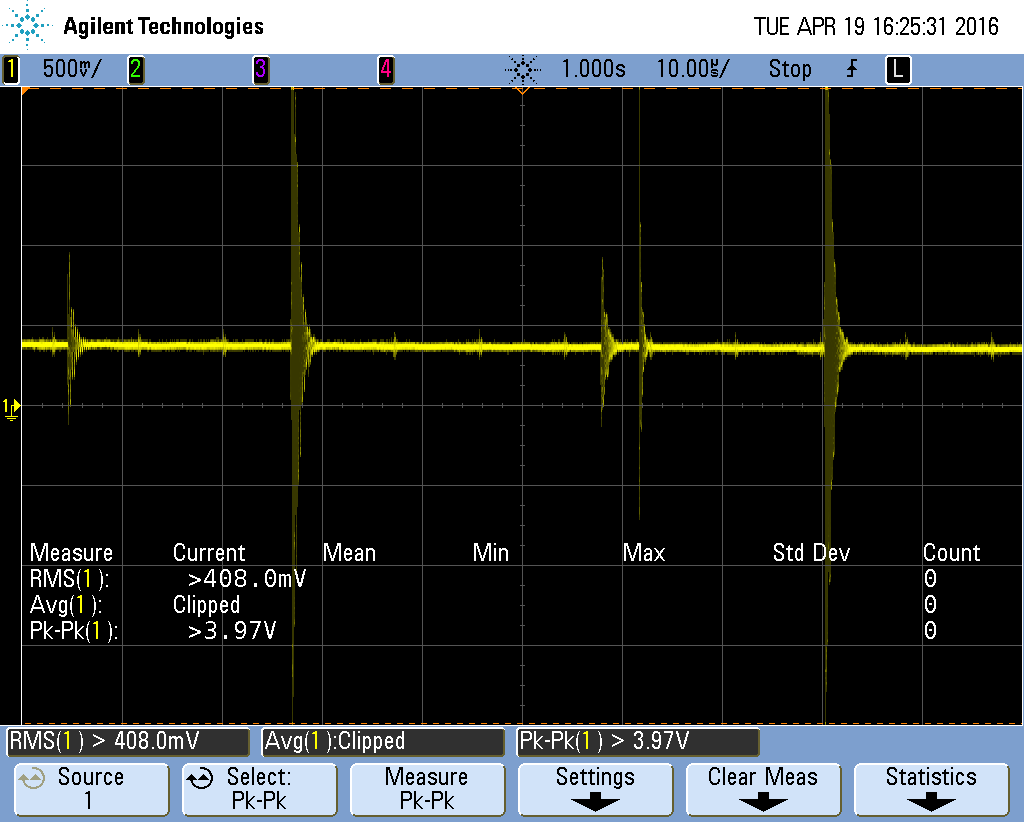 Agilent Technologies TUE APR 19 16:25:31 2016
1 500mV/ 2 3 4 1.000s 10.00µs/ Stop L
1
Measure Current Mean Min Max Std Dev Count
RMS(1): >408.0mV 0
Avg(1): Clipped 0
Pk-Pk(1): >3.97V 0
RMS(1) > 408.0mV Avg(1):Clipped Pk-Pk(1) > 3.97V
Source Select: Measure Settings Clear Meas Statistics
1 Pk-Pk Pk-Pk